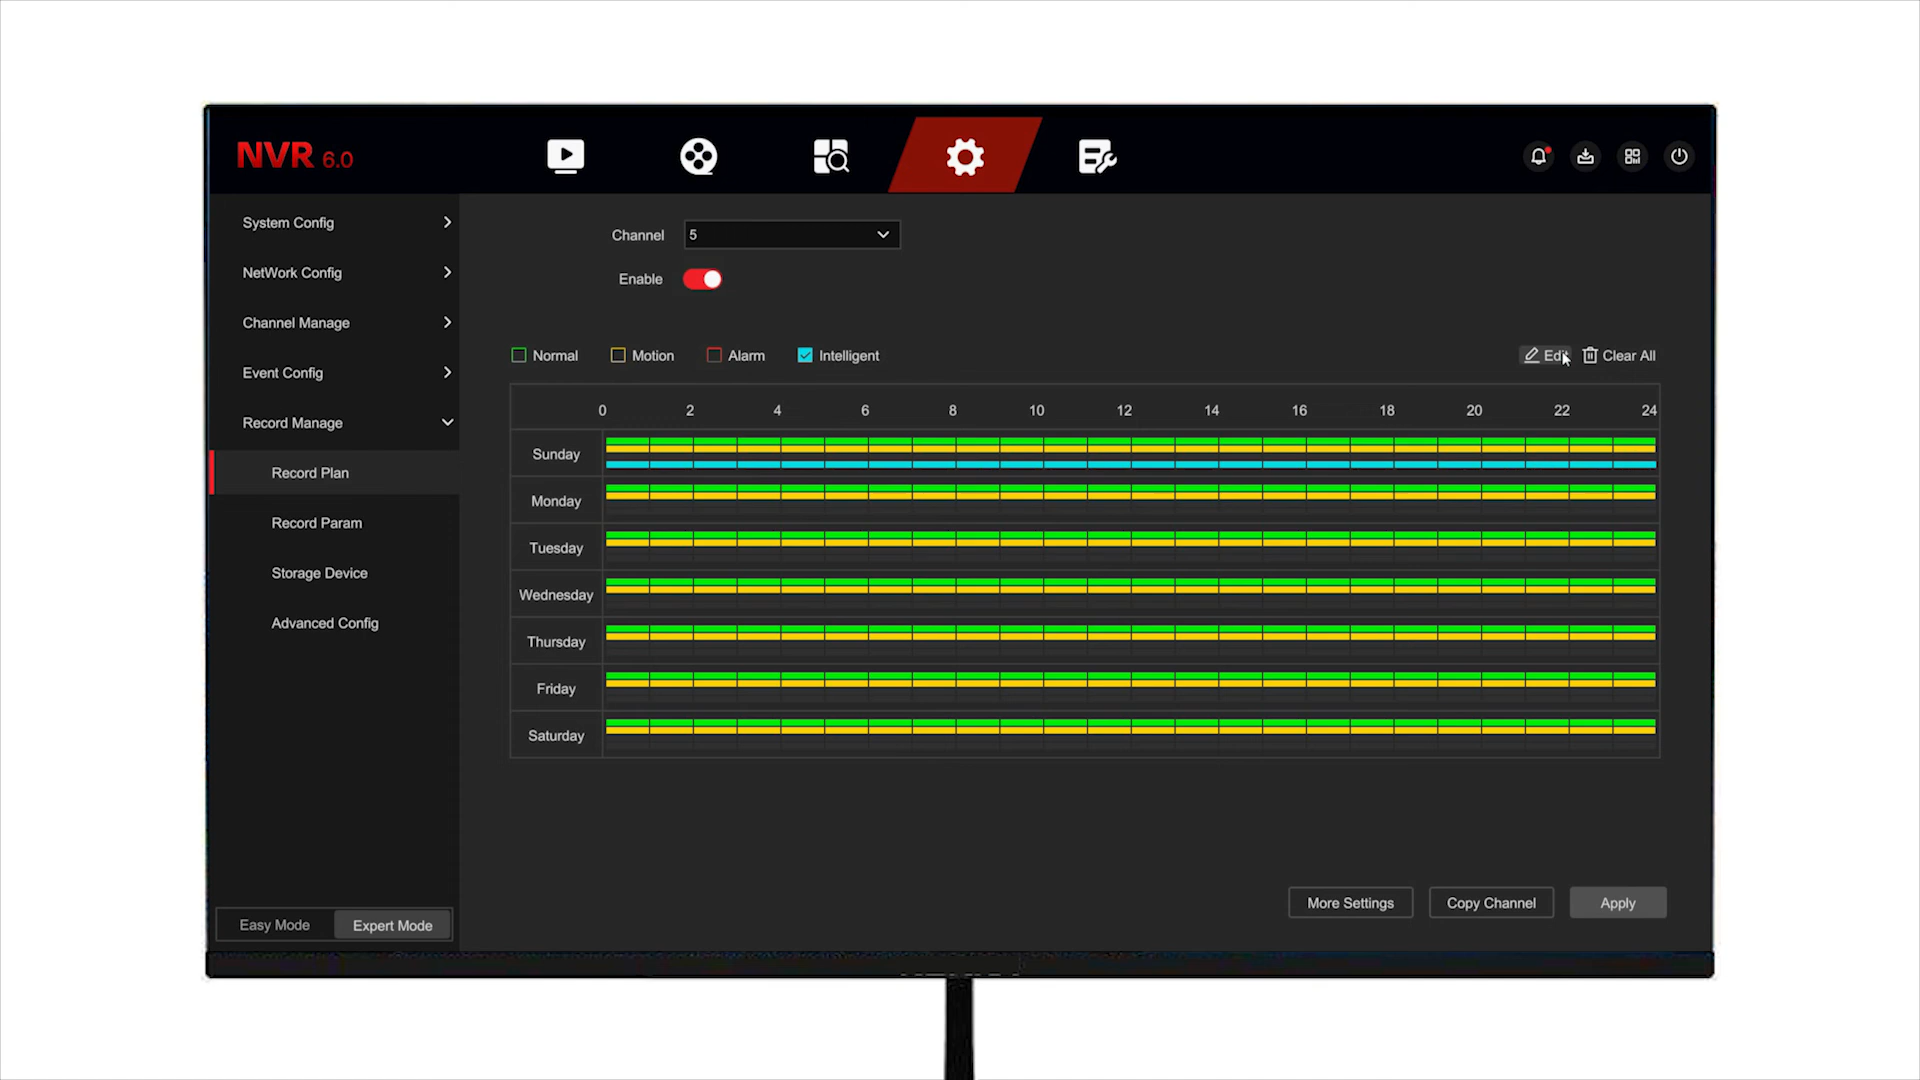 NVR 6.0
System Config
NetWork Config
Channel Manage
Event Config
Record Manage
Record Plan
Record Param
Storage Device
Advanced Config
Easy Mode
Expert Mode
Channel 5
Enable
Normal Motion Alarm Intelligent
Edit Clear All
0 2 4 6 8 10 12 14 16 18 20 22 24
Sunday
Monday
Tuesday
Wednesday
Thursday
Friday
Saturday
More Settings Copy Channel Apply